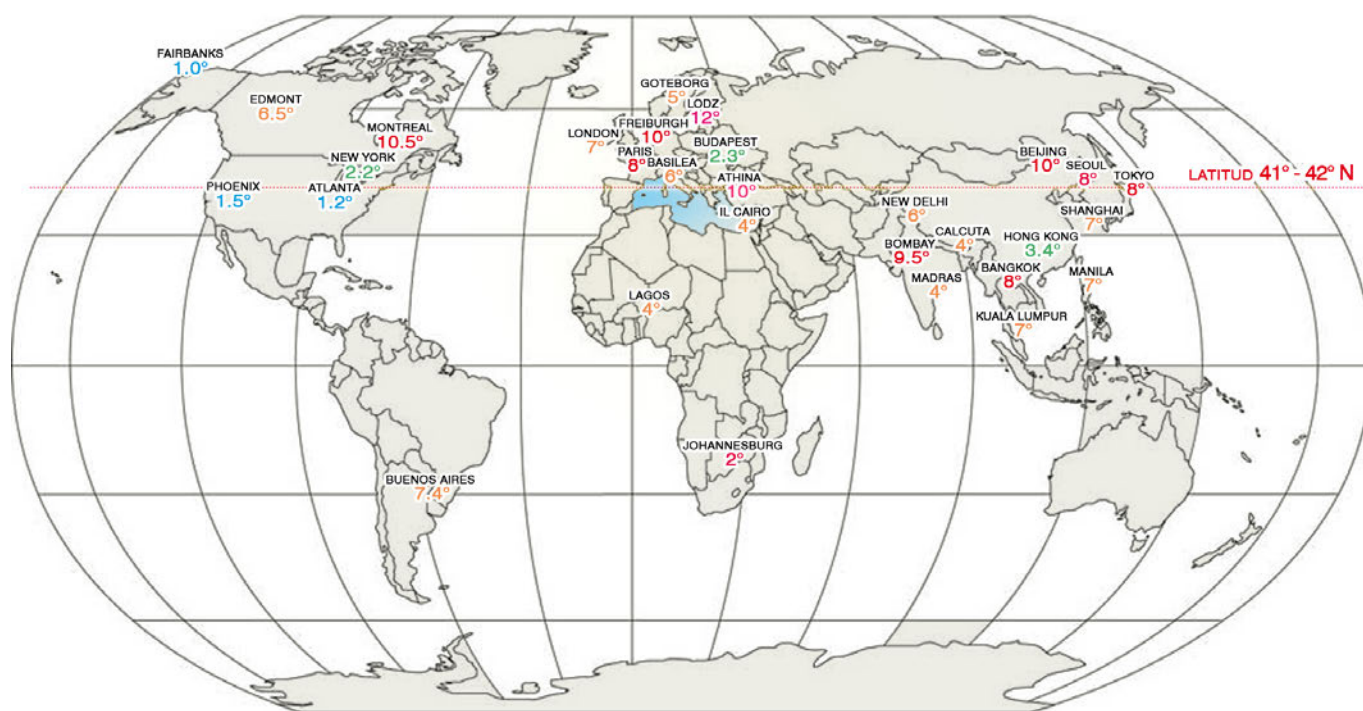 FAIRBANKS
1.0°
EDMONT
6.5°
MONTREAL
10.5°
NEW YORK
2.2°
PHOENIX
1.5°
ATLANTA
1.2°
GOTEBORG
5°
LODZ
12°
FREIBURGH
10°
LONDON
7°
BUDAPEST
2.3°
PARIS
8°
BASILEA
6°
ATHINA
10°
IL CAIRO
4°
BEIJING
10°
SEOUL
8°
TOKYO
8°
LATITUD 41° - 42° N
NEW DELHI
6°
SHANGHAI
7°
CALCUTA
4°
HONG KONG
3.4°
BOMBAY
9.5°
MADRAS
4°
BANGKOK
8°
MANILA
7°
KUALA LUMPUR
7°
LAGOS
4°
JOHANNESBURG
2°
BUENOS AIRES
7.4°